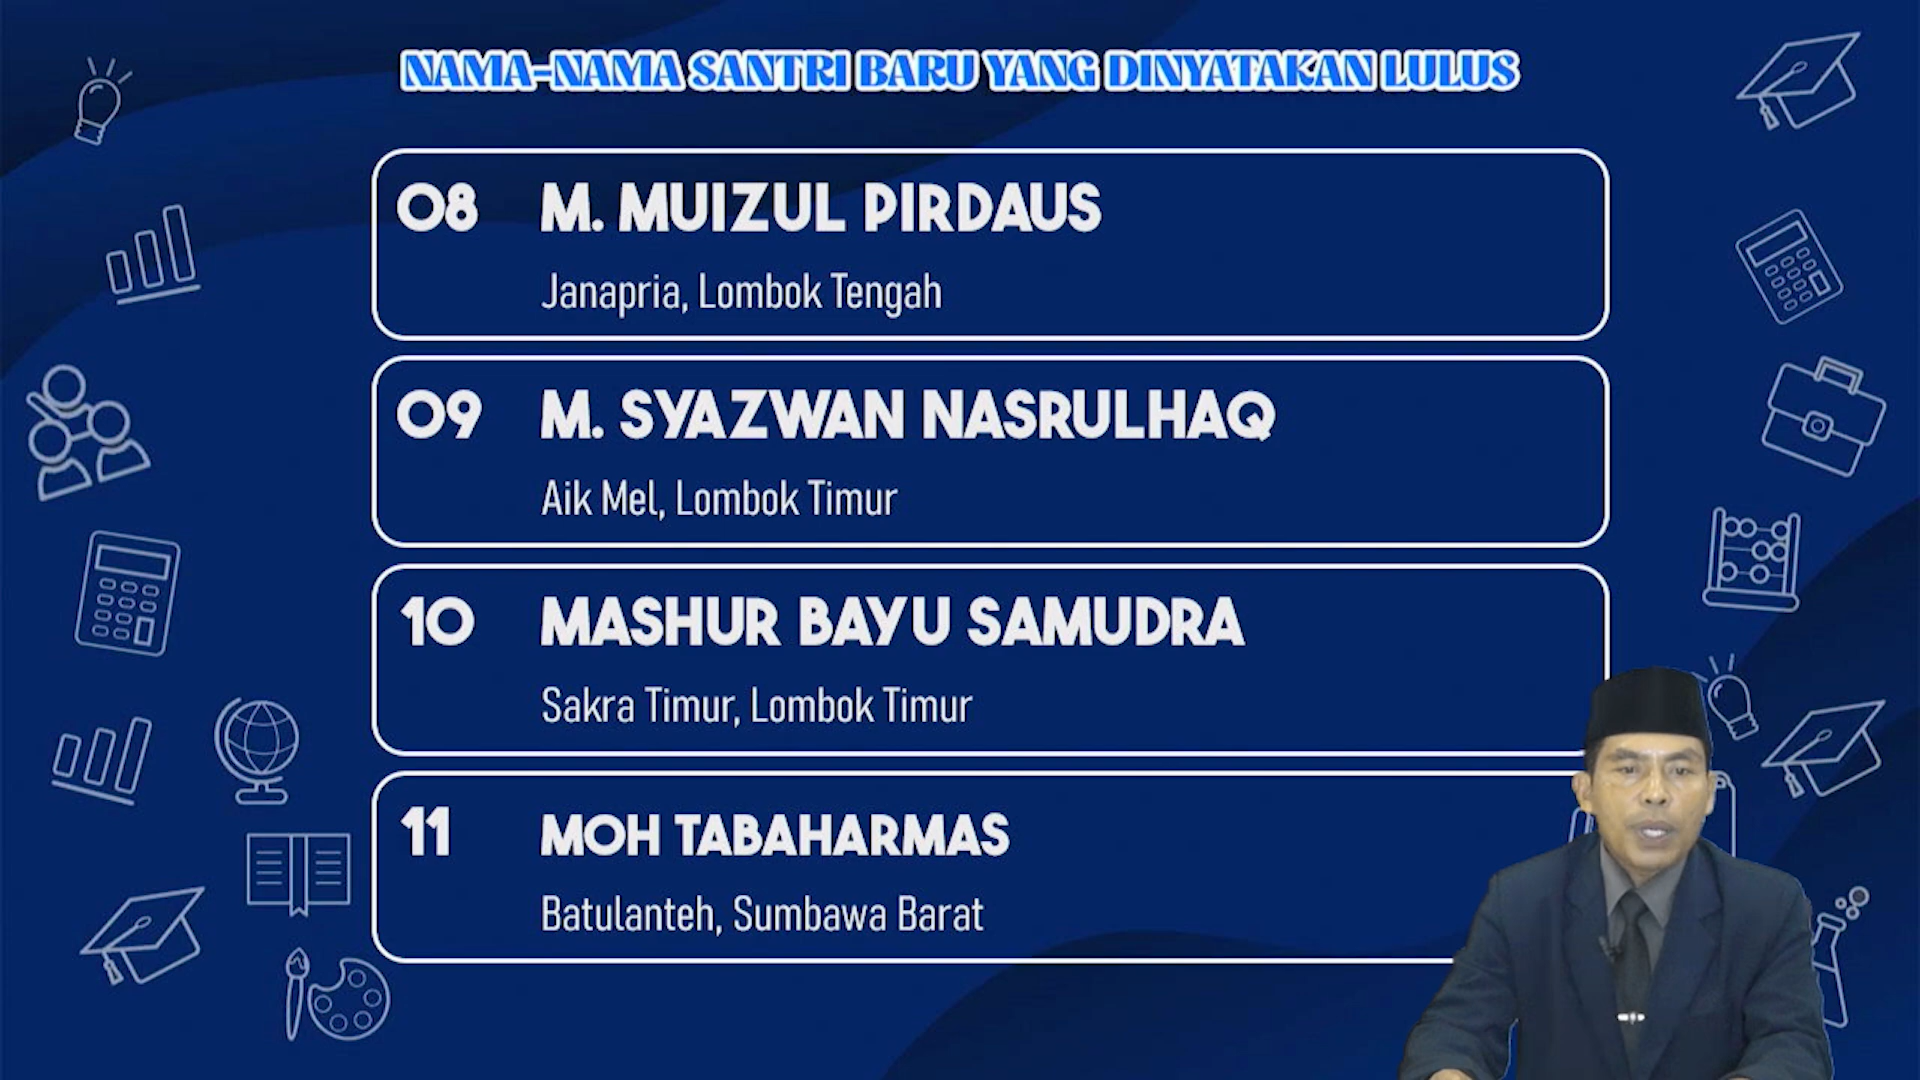 NAMA-NAMA SANTRI BARU YANG DINYATAKAN LULUS
08 M. MUIZUL PIRDAUS
Janapria, Lombok Tengah
09 M. SYAZWAN NASRULHAQ
Aik Mel, Lombok Timur
10 MASHUR BAYU SAMUDRA
Sakra Timur, Lombok Timur
11 MOH TABAHARMAS
Batulanteh, Sumbawa Barat